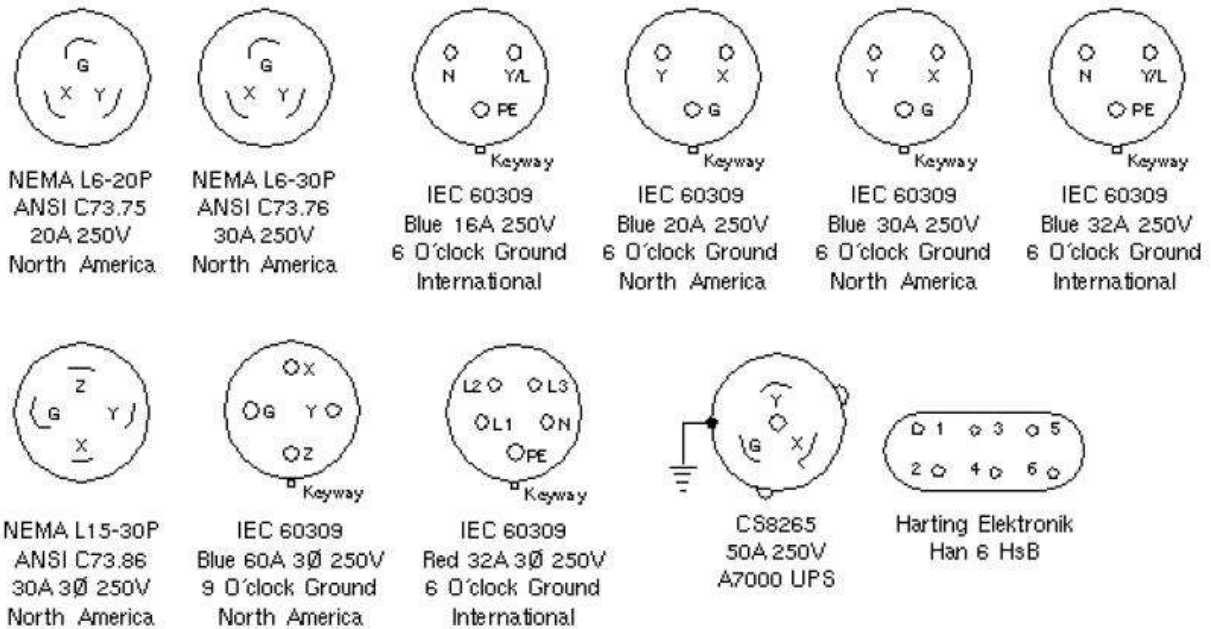 G
X Y
NEMA L6-20P
ANSI C73.75
20A 250V
North America
G
X Y
NEMA L6-30P
ANSI C73.76
30A 250V
North America
N Y/L
PE
Keyway
IEC 60309
Blue 16A 250V
6 O´clock Ground
International
Y X
G
Keyway
IEC 60309
Blue 20A 250V
6 O´clock Ground
North America
Y X
G
Keyway
IEC 60309
Blue 30A 250V
6 O´clock Ground
North America
N Y/L
PE
Keyway
IEC 60309
Blue 32A 250V
6 O´clock Ground
International
Z
G Y
X
NEMA L15-30P
ANSI C73.86
30A 3Ø 250V
North America
X
G Y
Z
Keyway
IEC 60309
Blue 60A 3Ø 250V
9 O´clock Ground
North America
L2 L3
L1 N
PE
Keyway
IEC 60309
Red 32A 3Ø 250V
6 O´clock Ground
International
Y
G X
CS8265
50A 250V
A7000 UPS
1 3 5
2 4 6
Harting Elektronik
Han 6 HsB